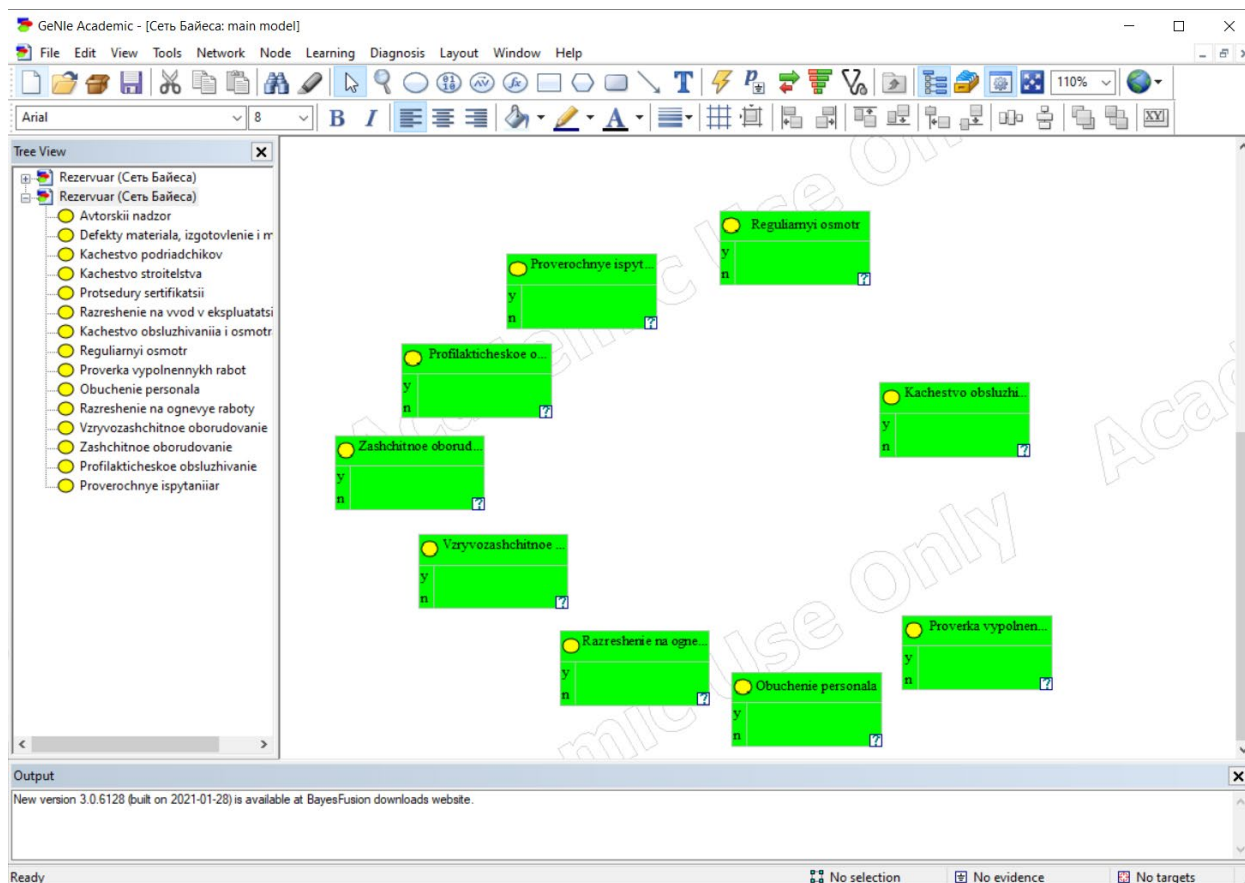 GeNIe Academic - [Сеть Байеса: main model]
File Edit View Tools Network Node Learning Diagnosis Layout Window Help
110%
Arial 8 B I A
Tree View
Rezervuar (Сеть Байеса)
Rezervuar (Сеть Байеса)
Avtorskii nadzor
Defekty materiala, izgotovlenie i m
Kachestvo podriadchikov
Kachestvo stroitelstva
Protsedury sertifikatsii
Razreshenie na vvod v ekspluatatsi
Kachestvo obsluzhivaniia i osmotr
Reguliarnyi osmotr
Proverka vypolnennykh rabot
Obuchenie personala
Razreshenie na ognevye raboty
Vzryvozashchitnoe oborudovanie
Zashchitnoe oborudovanie
Profilakticheskoe obsluzhivanie
Proverochnye ispytaniiar
Reguliarnyi osmotr
y
n
Proverochnye ispyt...
y
n
Profilakticheskoe o...
y
n
Kachestvo obsluzhi...
y
n
Zashchitnoe oborud...
y
n
Vzryvozashchitnoe ...
y
n
Proverka vypolnen...
y
n
Razreshenie na ogne...
y
n
Obuchenie personala
y
n
Academic Use Only
Academic Use Only
Output
New version 3.0.6128 (built on 2021-01-28) is available at BayesFusion downloads website.
Ready No selection No evidence No targets